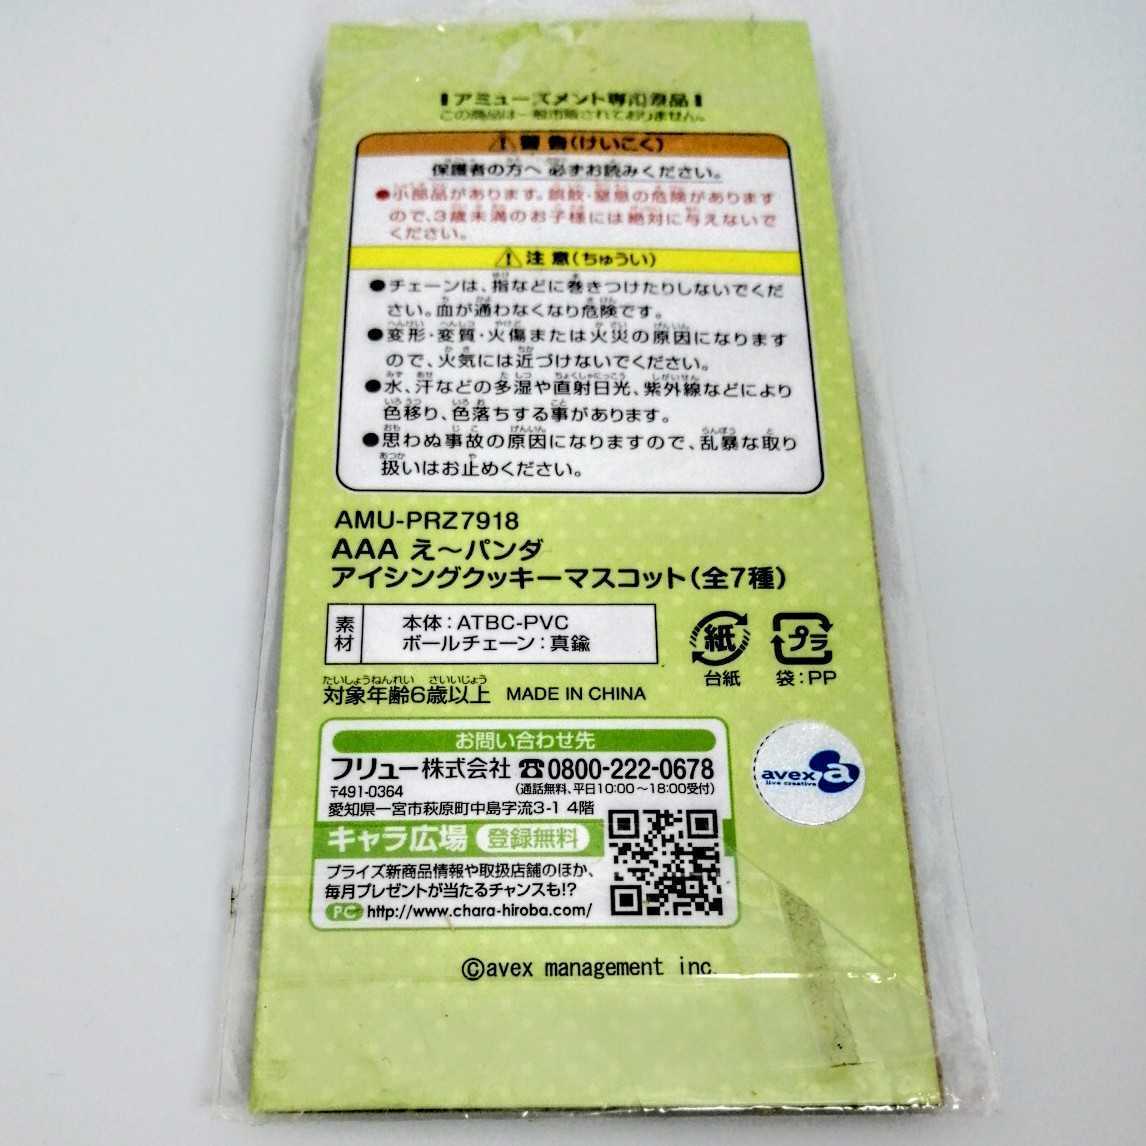 アミューズメント専用景品
この商品は一般市販されておりません。
警告(けいこく)
保護者の方へ 必ずお読みください。
●小部品があります。誤飲・窒息の危険があります
ので、3歳未満のお子様には絶対に与えないで
ください。
注意(ちゅうい)
●チェーンは、指などに巻きつけたりしないでくだ
さい。血が通わなくなり危険です。
●変形・変質・火傷または火災の原因になります
ので、火気には近づけないでください。
●水、汗などの多湿や直射日光、紫外線などにより
色移り、色落ちする事があります。
●思わぬ事故の原因になりますので、乱暴な取り
扱いはお止めください。
AMU-PRZ7918
AAA え〜パンダ
アイシングクッキーマスコット(全7種)
素材
本体:ATBC-PVC
ボールチェーン:真鍮
紙
台紙
プラ
袋:PP
たいしょうねんれい さいいじょう
対象年齢6歳以上 MADE IN CHINA
お問い合わせ先
フリュー株式会社 ☎0800-222-0678
〒491-0364 (通話無料、平日10:00〜18:00受付)
愛知県一宮市萩原町中島字流3-1 4階
avex
live creative
キャラ広場 登録無料
プライズ新商品情報や取扱店舗のほか、
毎月プレゼントが当たるチャンスも!?
PC http://www.chara-hiroba.com/
©avex management inc.